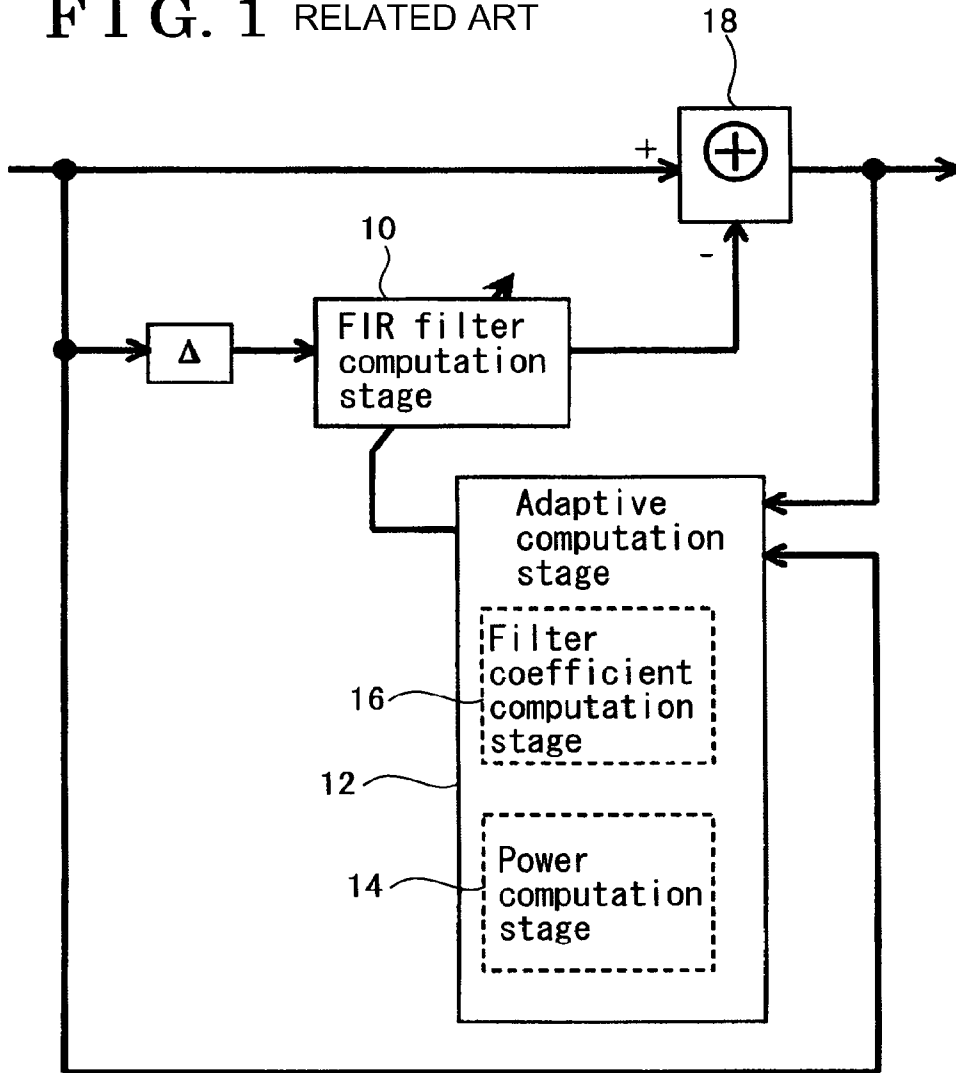 FIG. 1 RELATED ART
18
+
10
-
FIR filter
computation
stage
Δ
Adaptive
computation
stage
Filter
coefficient
computation
stage
16
12
Power
computation
stage
14